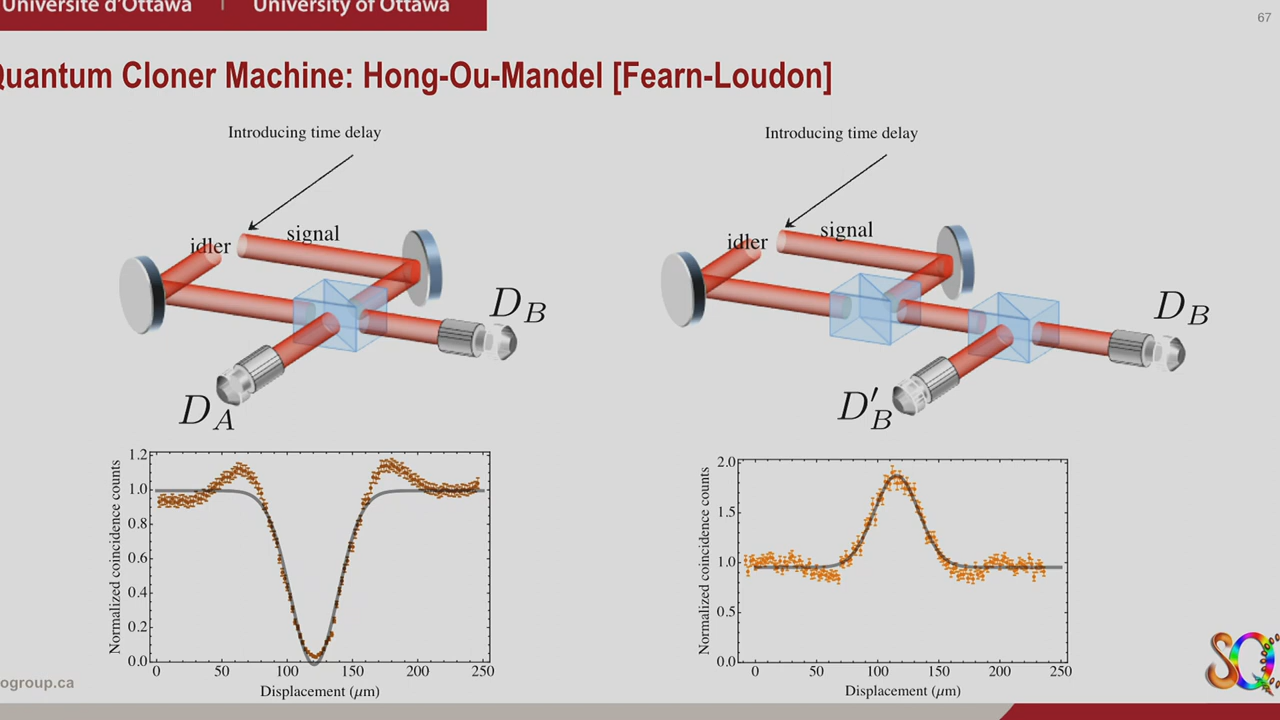 Université d'Ottawa | University of Ottawa
67
Quantum Cloner Machine: Hong-Ou-Mandel [Fearn-Loudon]
Introducing time delay
idler
signal
D_B
D_A
Introducing time delay
idler
signal
D_B
D'_B
Normalized coincidence counts
1.2
1.0
0.8
0.6
0.4
0.2
0.0
0 50 100 150 200 250
Displacement (μm)
Normalized coincidence counts
2.0
1.5
1.0
0.5
0.0
0 50 100 150 200 250
Displacement (μm)
ogroup.ca
SQ